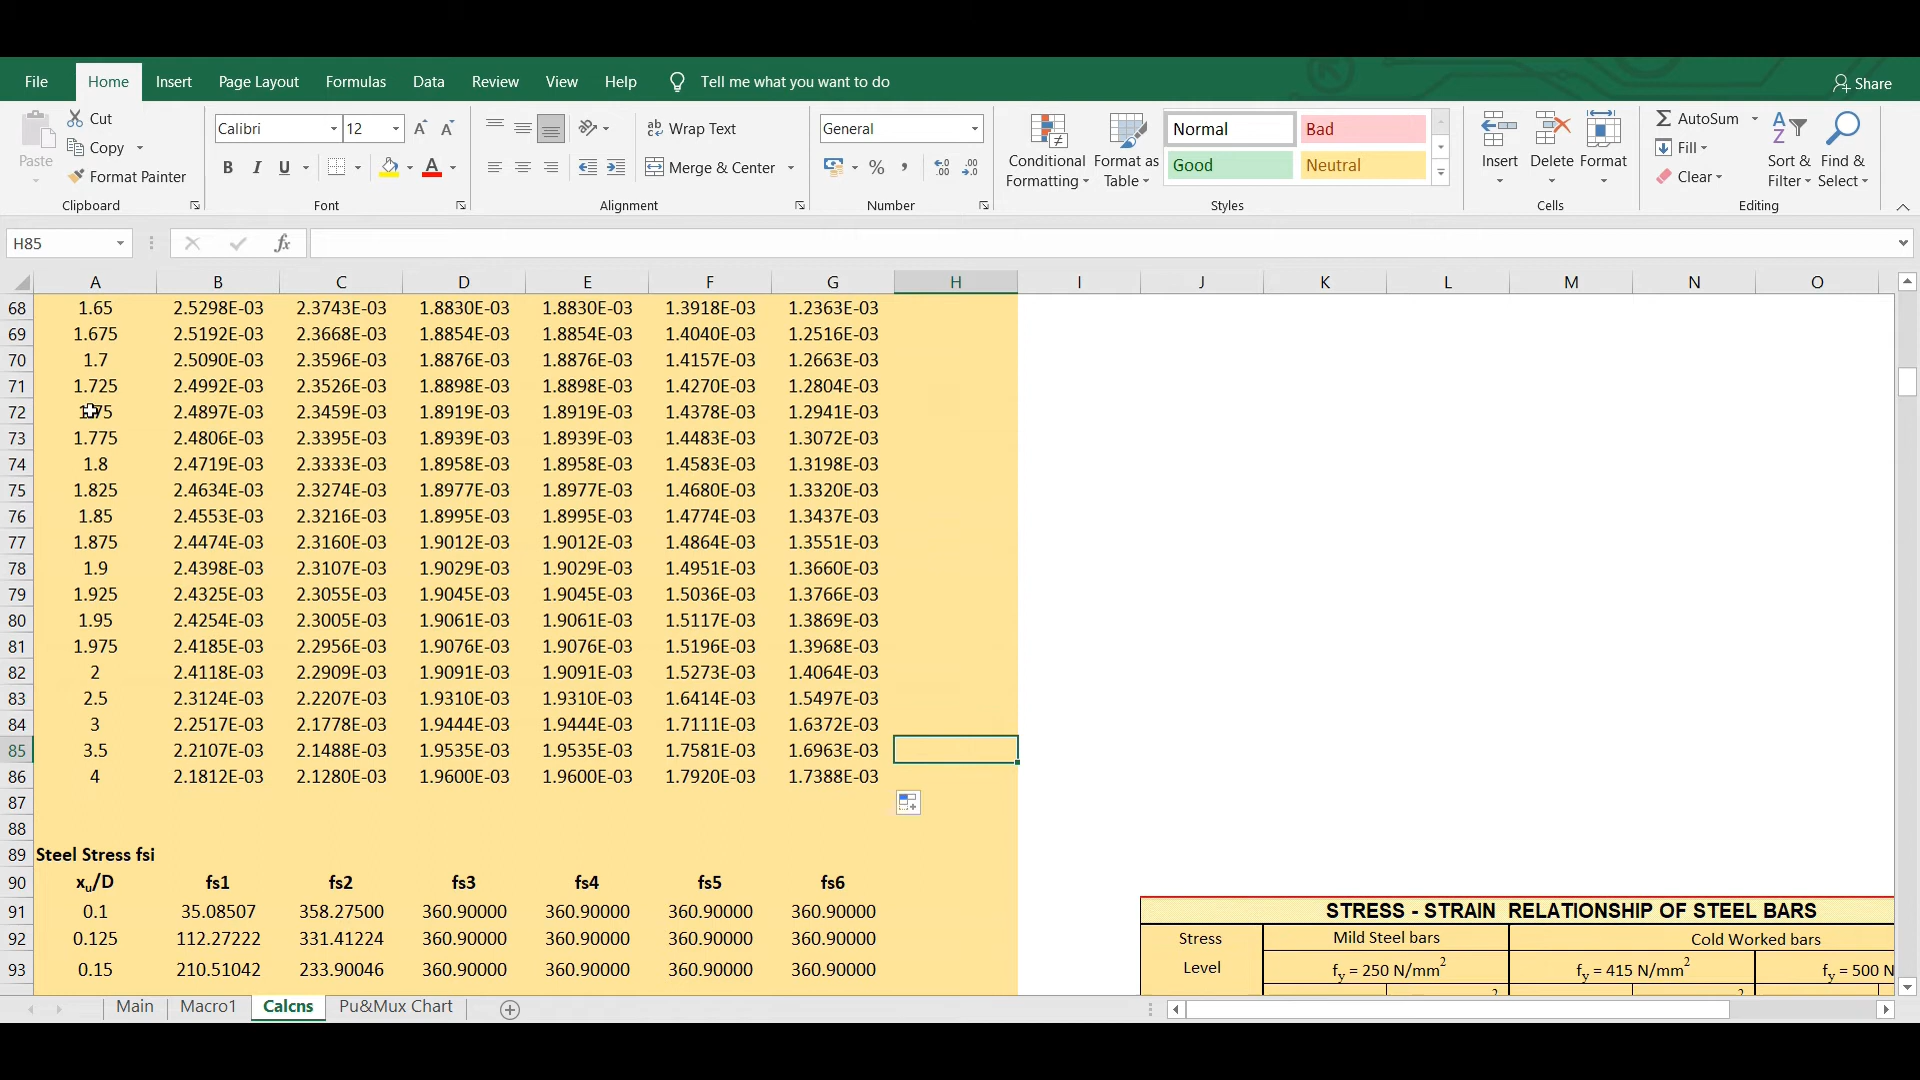 File Home Insert Page Layout Formulas Data Review View Help Tell me what you want to do Share
Paste Cut Copy Format Painter Clipboard
Calibri 12 B I U Font
Wrap Text Merge & Center Alignment
General % Number
Conditional Formatting Format as Table Normal Bad Good Neutral Styles
Insert Delete Format Cells
AutoSum Fill Clear Sort & Filter Find & Select Editing
H85 fx
A B C D E F G H I J K L M N O
68 1.65 2.5298E-03 2.3743E-03 1.8830E-03 1.8830E-03 1.3918E-03 1.2363E-03
69 1.675 2.5192E-03 2.3668E-03 1.8854E-03 1.8854E-03 1.4040E-03 1.2516E-03
70 1.7 2.5090E-03 2.3596E-03 1.8876E-03 1.8876E-03 1.4157E-03 1.2663E-03
71 1.725 2.4992E-03 2.3526E-03 1.8898E-03 1.8898E-03 1.4270E-03 1.2804E-03
72 2.4897E-03 2.3459E-03 1.8919E-03 1.8919E-03 1.4378E-03 1.2941E-03
73 1.775 2.4806E-03 2.3395E-03 1.8939E-03 1.8939E-03 1.4483E-03 1.3072E-03
74 1.8 2.4719E-03 2.3333E-03 1.8958E-03 1.8958E-03 1.4583E-03 1.3198E-03
75 1.825 2.4634E-03 2.3274E-03 1.8977E-03 1.8977E-03 1.4680E-03 1.3320E-03
76 1.85 2.4553E-03 2.3216E-03 1.8995E-03 1.8995E-03 1.4774E-03 1.3437E-03
77 1.875 2.4474E-03 2.3160E-03 1.9012E-03 1.9012E-03 1.4864E-03 1.3551E-03
78 1.9 2.4398E-03 2.3107E-03 1.9029E-03 1.9029E-03 1.4951E-03 1.3660E-03
79 1.925 2.4325E-03 2.3055E-03 1.9045E-03 1.9045E-03 1.5036E-03 1.3766E-03
80 1.95 2.4254E-03 2.3005E-03 1.9061E-03 1.9061E-03 1.5117E-03 1.3869E-03
81 1.975 2.4185E-03 2.2956E-03 1.9076E-03 1.9076E-03 1.5196E-03 1.3968E-03
82 2 2.4118E-03 2.2909E-03 1.9091E-03 1.9091E-03 1.5273E-03 1.4064E-03
83 2.5 2.3124E-03 2.2207E-03 1.9310E-03 1.9310E-03 1.6414E-03 1.5497E-03
84 3 2.2517E-03 2.1778E-03 1.9444E-03 1.9444E-03 1.7111E-03 1.6372E-03
85 3.5 2.2107E-03 2.1488E-03 1.9535E-03 1.9535E-03 1.7581E-03 1.6963E-03
86 4 2.1812E-03 2.1280E-03 1.9600E-03 1.9600E-03 1.7920E-03 1.7388E-03
87
88
89 Steel Stress fsi
90 xu/D fs1 fs2 fs3 fs4 fs5 fs6
91 0.1 35.08507 358.27500 360.90000 360.90000 360.90000 360.90000 STRESS - STRAIN RELATIONSHIP OF STEEL BARS
92 0.125 112.27222 331.41224 360.90000 360.90000 360.90000 360.90000 Stress Mild Steel bars Cold Worked bars
93 0.15 210.51042 233.90046 360.90000 360.90000 360.90000 360.90000 Level fy = 250 N/mm2 fy = 415 N/mm2 fy = 500 N
Main Macro1 Calcns Pu&Mux Chart